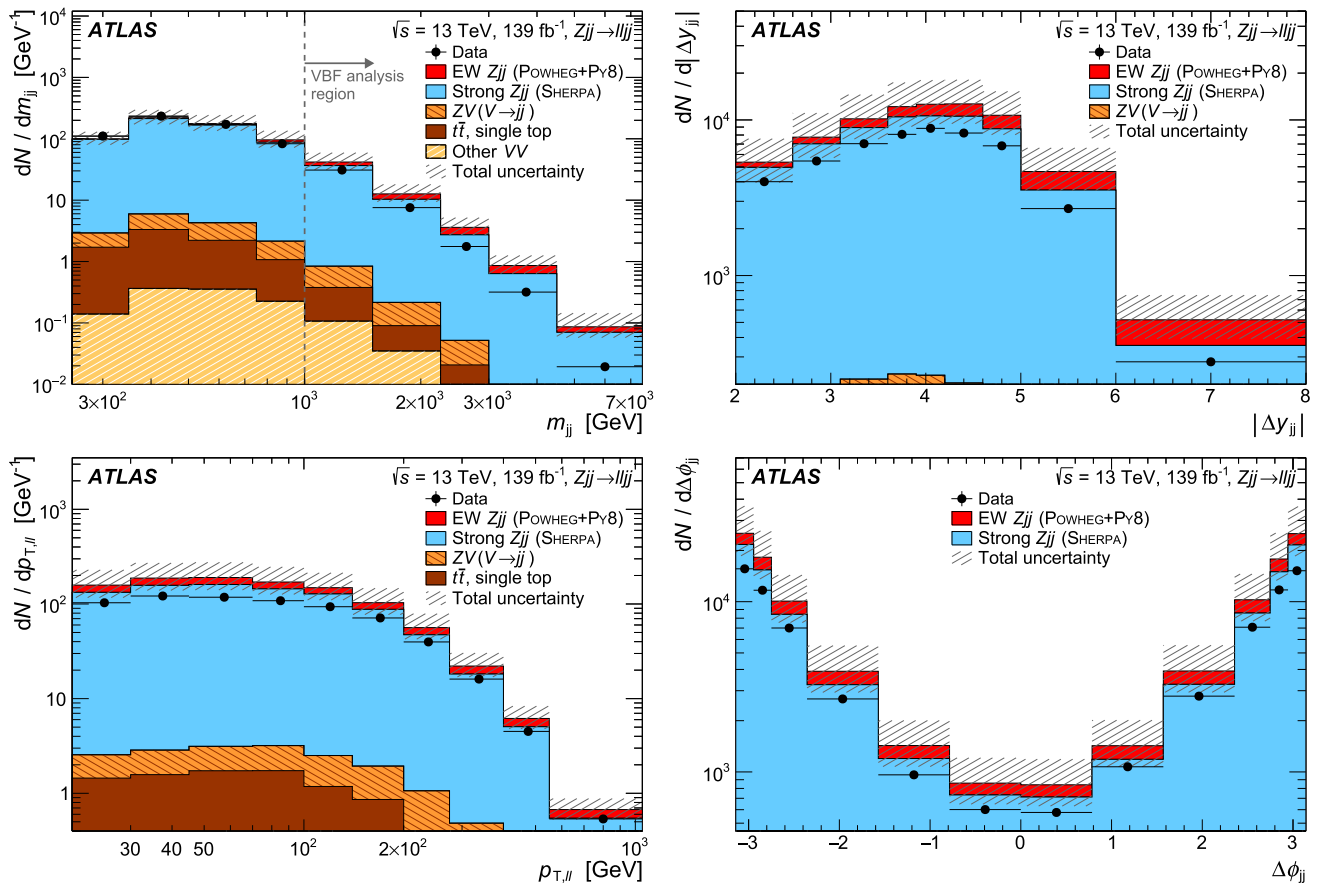 ATLAS
√s = 13 TeV, 139 fb⁻¹, Zjj→lljj
Data
EW Zjj (POWHEG+PY8)
Strong Zjj (SHERPA)
ZV(V→jj)
tt̄, single top
Other VV
Total uncertainty
VBF analysis
region
dN / dm_jj [GeV⁻¹]
10⁴
10³
10²
10
1
10⁻¹
10⁻²
3×10² 10³ 2×10³ 3×10³ 7×10³
m_jj [GeV]
ATLAS
√s = 13 TeV, 139 fb⁻¹, Zjj→lljj
Data
EW Zjj (POWHEG+PY8)
Strong Zjj (SHERPA)
ZV(V→jj)
Total uncertainty
dN / d|Δy_jj|
10⁴
10³
2 3 4 5 6 7 8
|Δy_jj|
ATLAS
√s = 13 TeV, 139 fb⁻¹, Zjj→lljj
Data
EW Zjj (POWHEG+PY8)
Strong Zjj (SHERPA)
ZV(V→jj)
tt̄, single top
Total uncertainty
dN / dp_T,ll [GeV⁻¹]
10³
10²
10
1
30 40 50 10² 2×10² 10³
p_T,ll [GeV]
ATLAS
√s = 13 TeV, 139 fb⁻¹, Zjj→lljj
Data
EW Zjj (POWHEG+PY8)
Strong Zjj (SHERPA)
Total uncertainty
dN / dΔϕ_jj
10⁴
10³
−3 −2 −1 0 1 2 3
Δϕ_jj